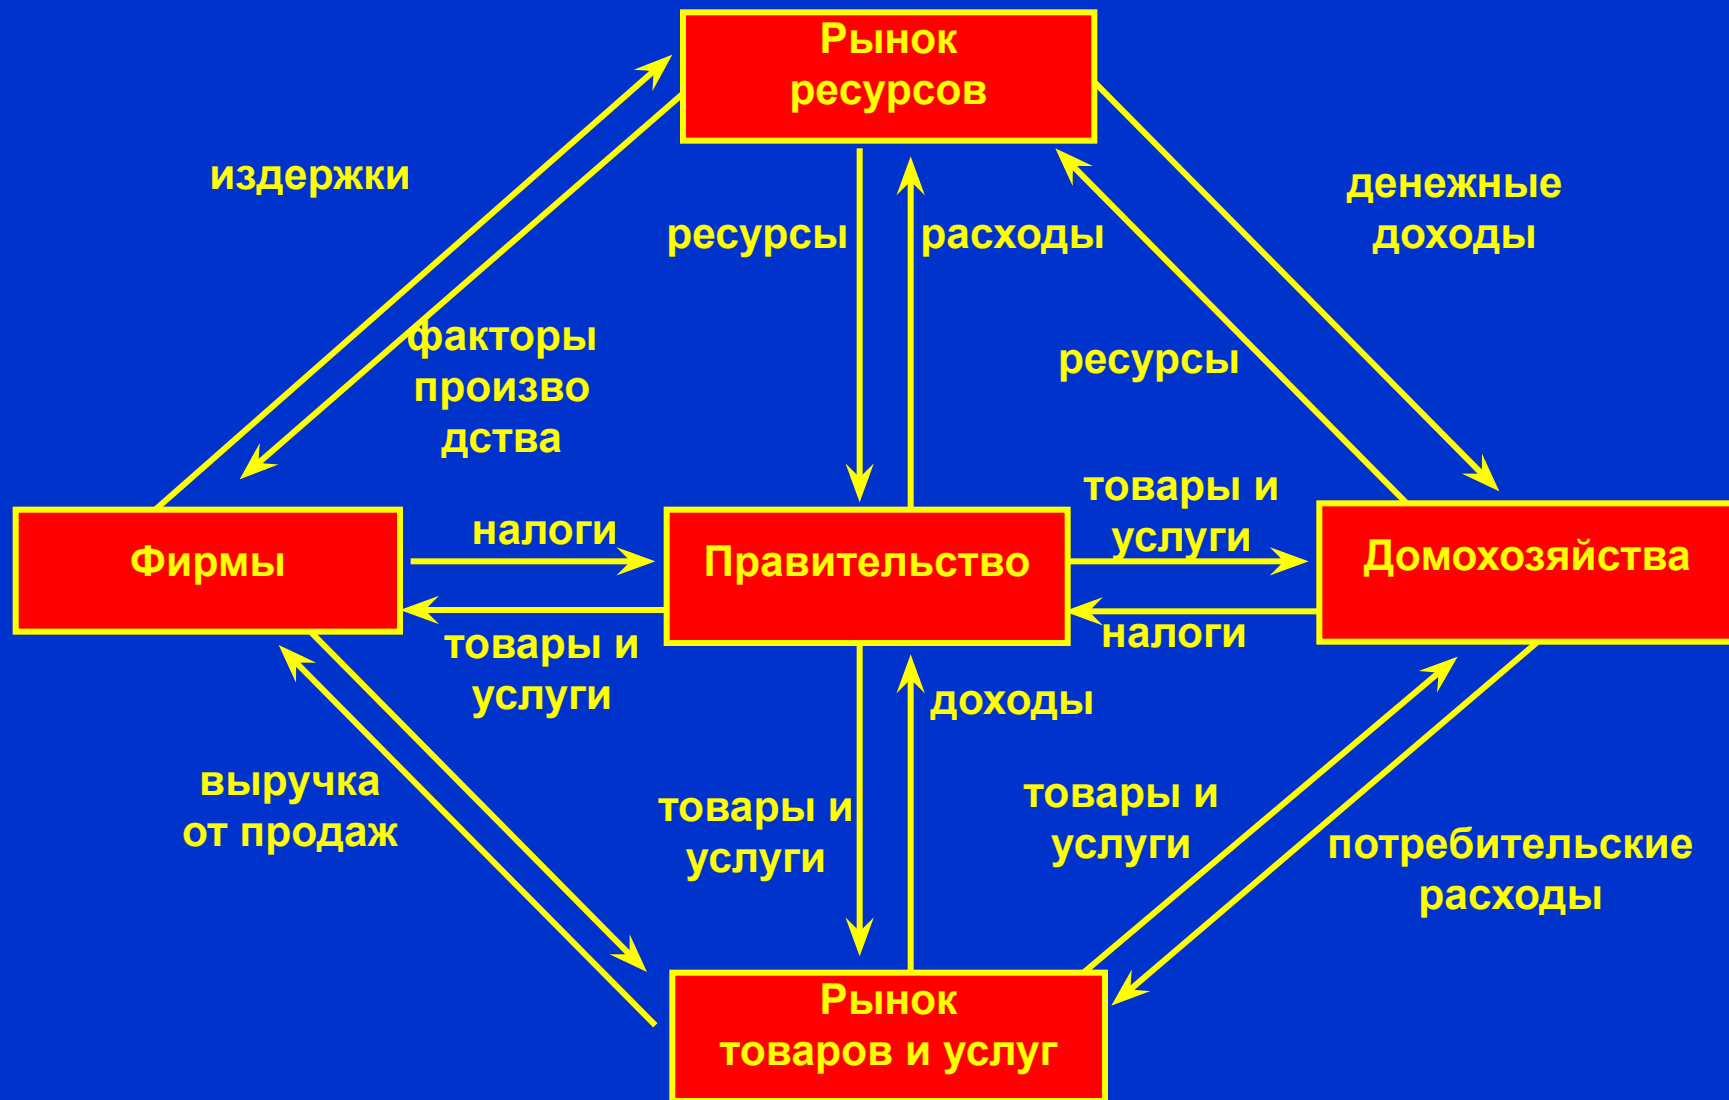 Рынок
ресурсов
издержки
денежные
доходы
ресурсы
расходы
факторы
произво
дства
ресурсы
товары и
услуги
налоги
Фирмы
Правительство
Домохозяйства
товары и
услуги
налоги
доходы
выручка
от продаж
товары и
услуги
товары и
услуги
потребительские
расходы
Рынок
товаров и услуг